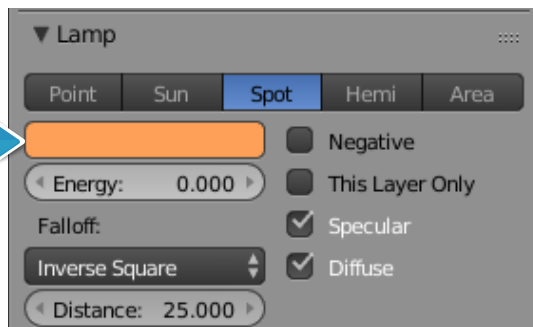 Lamp
Point Sun Spot Hemi Area
Negative
Energy: 0.000 This Layer Only
Falloff: Specular
Inverse Square Diffuse
Distance: 25.000